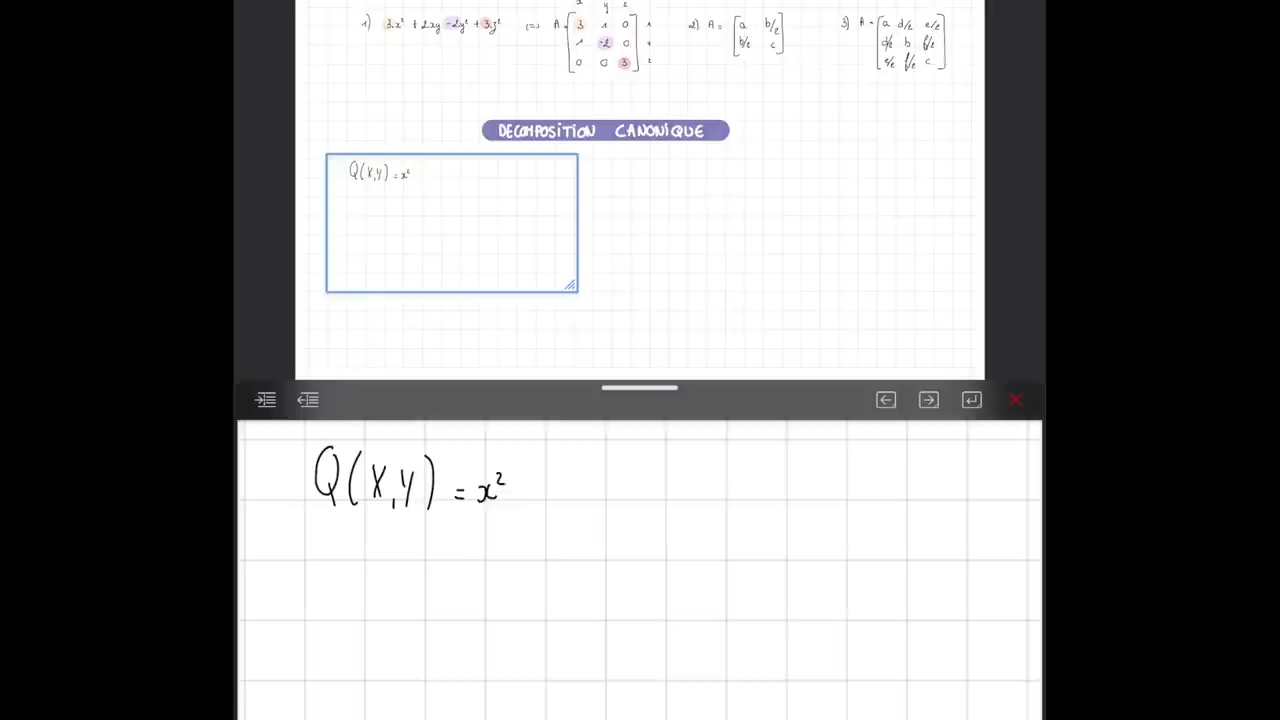 x y z
1) 3x² + 2xy - 2y² + 3z² (=) A = [3 1 0; 1 -2 0; 0 0 3] x y z 2) A = [a b/2; b/2 c] 3) A = [a d/2 e/2; d/2 b f/2; e/2 f/2 c]
DECOMPOSITION CANONIQUE
Q(X,Y) = x²
Q(X,Y) = x²